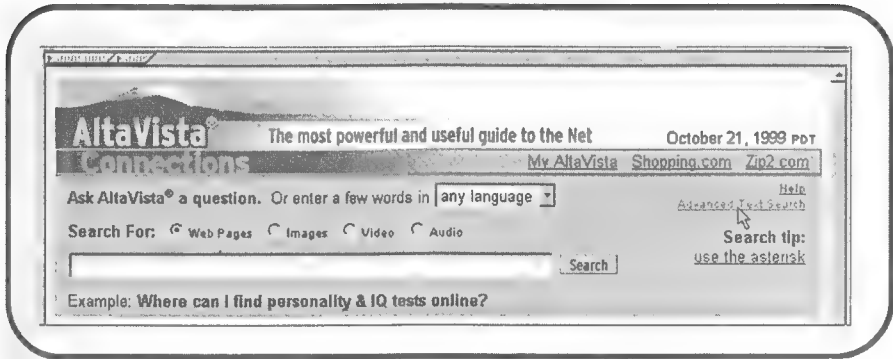 AltaVista®
The most powerful and useful guide to the Net
October 21, 1999 PDT
Connections
My AltaVista Shopping.com Zip2.com
Ask AltaVista® a question. Or enter a few words in any language
Help
Advanced Text Search
Search For: Web Pages Images Video Audio
Search tip:
use the asterisk
Search
Example: Where can I find personality & IQ tests online?